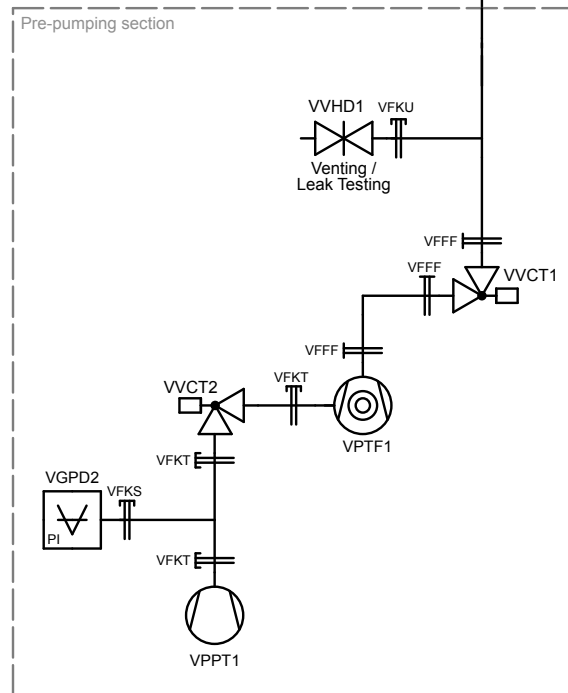 Pre-pumping section
VVHD1
VFKU
Venting /
Leak Testing
VFFF
VFFF
VVCT1
VFFF
VFKT
VVCT2
VPTF1
VFKT
VGPD2
VFKS
PI
VFKT
VPPT1